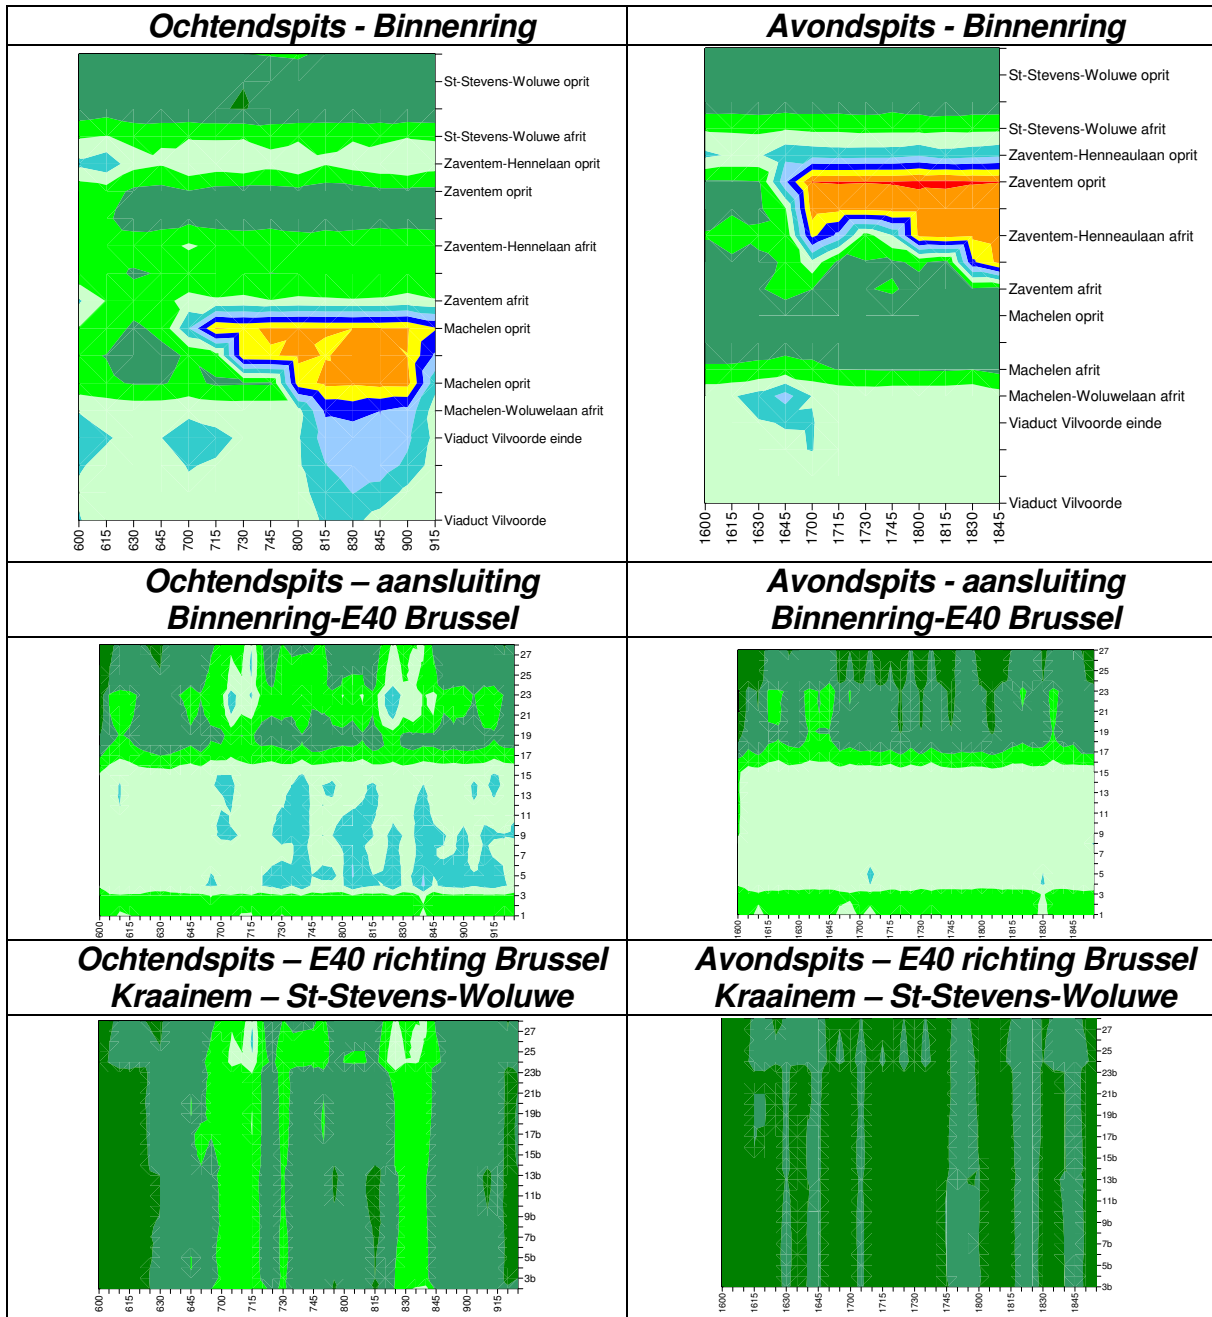 Ochtendspits - Binnenring
Avondspits - Binnenring
St-Stevens-Woluwe oprit
St-Stevens-Woluwe afrit
Zaventem-Hennelaan oprit
Zaventem oprit
Zaventem-Hennelaan afrit
Zaventem afrit
Machelen oprit
Machelen oprit
Machelen-Woluwelaan afrit
Viaduct Vilvoorde einde
Viaduct Vilvoorde
600 615 630 645 700 715 730 745 800 815 830 845 900 915
St-Stevens-Woluwe oprit
St-Stevens-Woluwe afrit
Zaventem-Henneaulaan oprit
Zaventem oprit
Zaventem-Henneaulaan afrit
Zaventem afrit
Machelen oprit
Machelen afrit
Machelen-Woluwelaan afrit
Viaduct Vilvoorde einde
Viaduct Vilvoorde
1600 1615 1630 1645 1700 1715 1730 1745 1800 1815 1830 1845
Ochtendspits – aansluiting
Binnenring-E40 Brussel
Avondspits - aansluiting
Binnenring-E40 Brussel
27
25
23
21
19
17
15
13
11
9
7
5
3
1
600 615 630 645 700 715 730 745 800 815 830 845 900 915
27
25
23
21
19
17
15
13
11
9
7
5
3
1
1600 1615 1630 1645 1700 1715 1730 1745 1800 1815 1830 1845
Ochtendspits – E40 richting Brussel
Kraainem – St-Stevens-Woluwe
Avondspits – E40 richting Brussel
Kraainem – St-Stevens-Woluwe
27
25
23b
21b
19b
17b
15b
13b
11b
9b
7b
5b
3b
600 615 630 645 700 715 730 745 800 815 830 845 900 915
27
25
23b
21b
19b
17b
15b
13b
11b
9b
7b
5b
3b
1600 1615 1630 1645 1700 1715 1730 1745 1800 1815 1830 1845